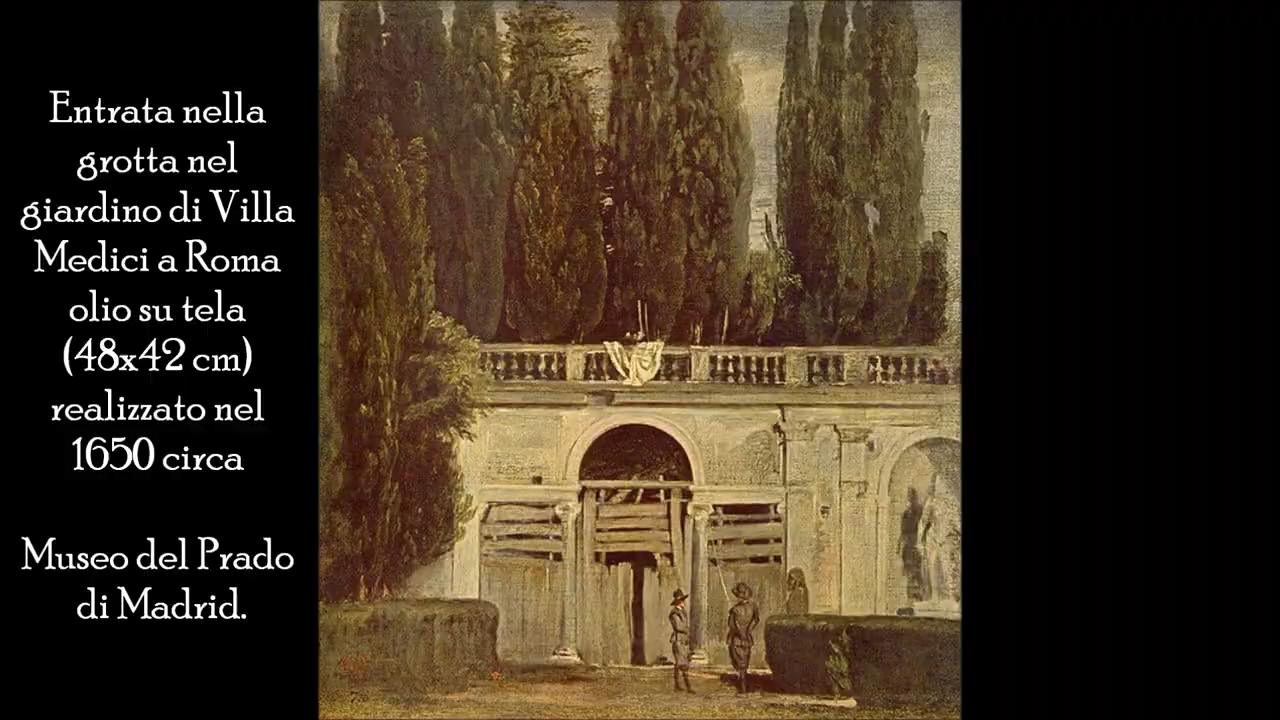 Entrata nella
grotta nel
giardino di Villa
Medici a Roma
olio su tela
(48x42 cm)
realizzato nel
1650 circa
Museo del Prado
di Madrid.